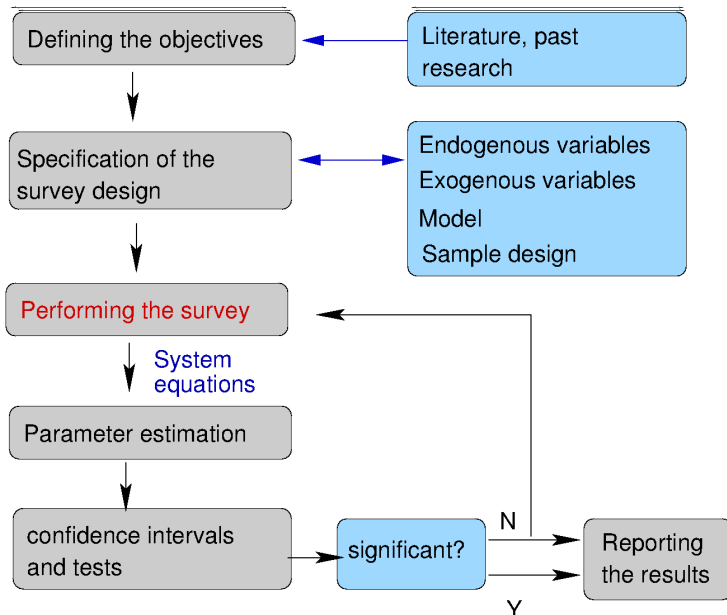 Defining the objectives
Literature, past
research
Specification of the
survey design
Endogenous variables
Exogenous variables
Model
Sample design
Performing the survey
System
equations
Parameter estimation
confidence intervals
and tests
significant?
N
Y
Reporting
the results